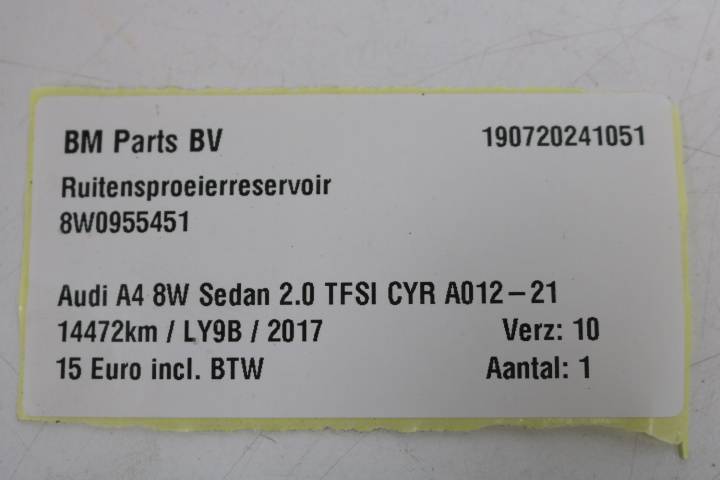 BM Parts BV 190720241051
Ruitensproeierreservoir
8W0955451
Audi A4 8W Sedan 2.0 TFSI CYR A012-21
14472km / LY9B / 2017 Verz: 10
15 Euro incl. BTW Aantal: 1